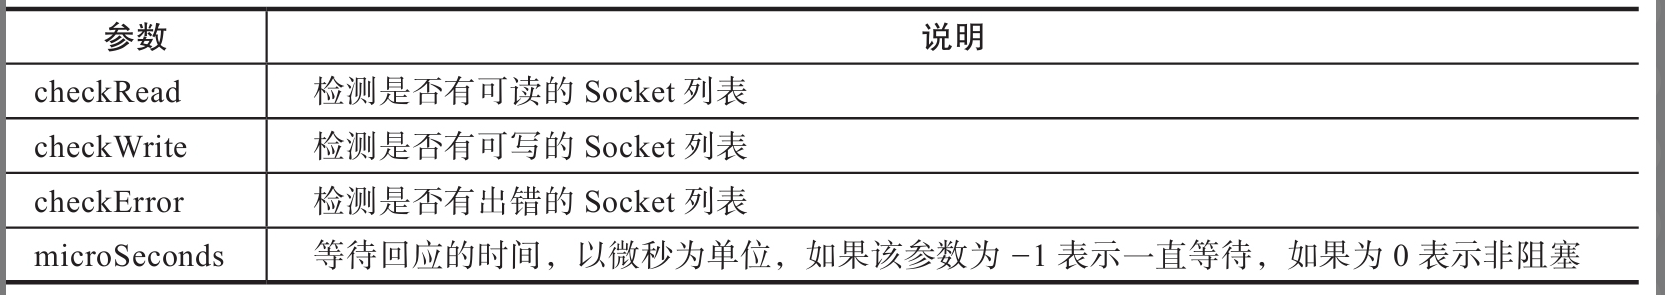 参数 说明
checkRead 检测是否有可读的 Socket 列表
checkWrite 检测是否有可写的 Socket 列表
checkError 检测是否有出错的 Socket 列表
microSeconds 等待回应的时间，以微秒为单位，如果该参数为 −1 表示一直等待，如果为 0 表示非阻塞